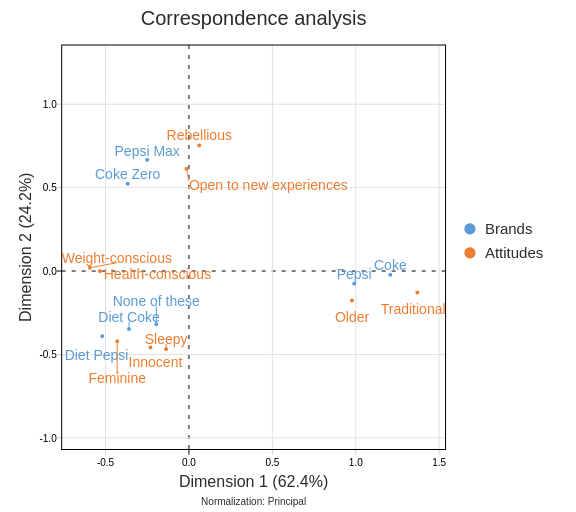 Correspondence analysis
Dimension 2 (24.2%)
1.0
0.5
0.0
-0.5
-1.0
Rebellious
Pepsi Max
Coke Zero
Open to new experiences
Weight-conscious
Health-conscious
Coke
Pepsi
None of these
Diet Coke
Older
Traditional
Sleepy
Diet Pepsi
Innocent
Feminine
Brands
Attitudes
-0.5
0.0
0.5
1.0
1.5
Dimension 1 (62.4%)
Normalization: Principal